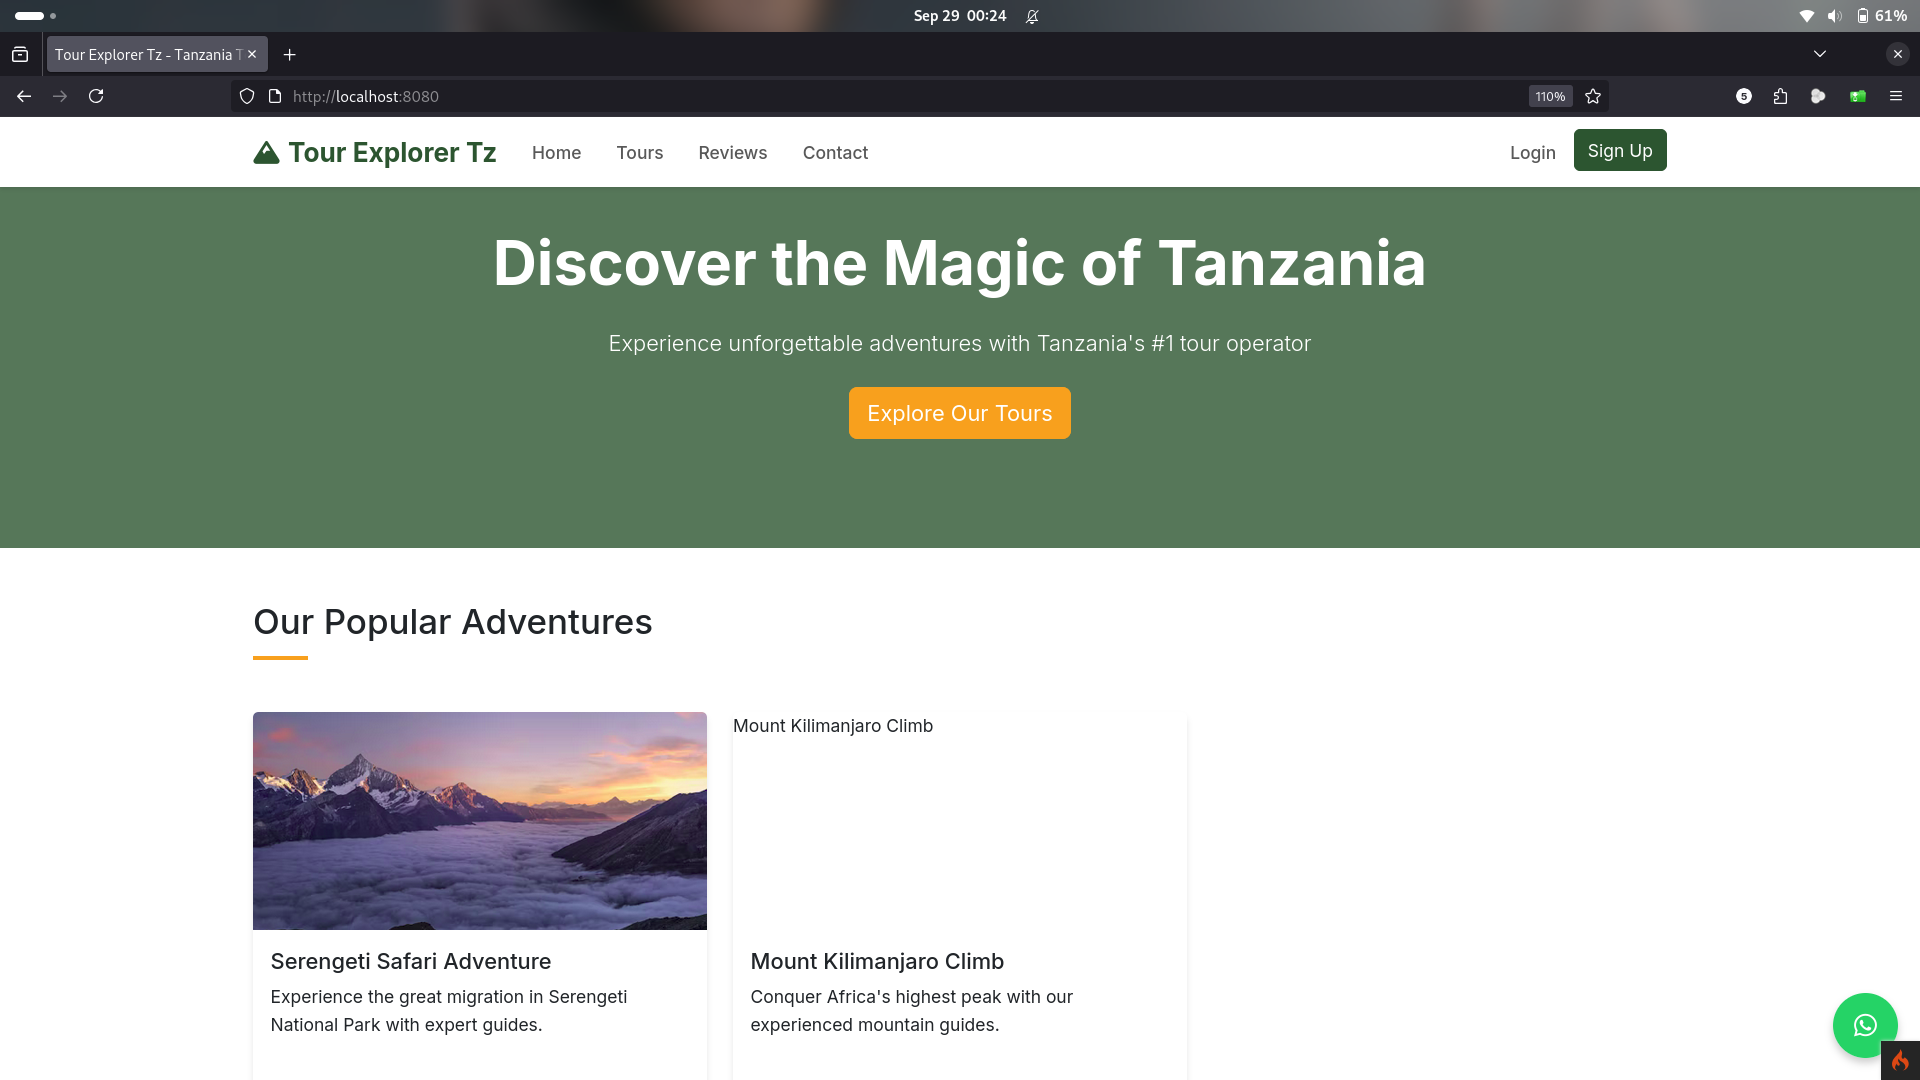 Sep 29 00:24
61%
Tour Explorer Tz - Tanzania T
http://localhost:8080
110%
5
Tour Explorer Tz
Home
Tours
Reviews
Contact
Login
Sign Up
Discover the Magic of Tanzania
Experience unforgettable adventures with Tanzania's #1 tour operator
Explore Our Tours
Our Popular Adventures
Mount Kilimanjaro Climb
Serengeti Safari Adventure
Experience the great migration in Serengeti
National Park with expert guides.
Mount Kilimanjaro Climb
Conquer Africa's highest peak with our
experienced mountain guides.